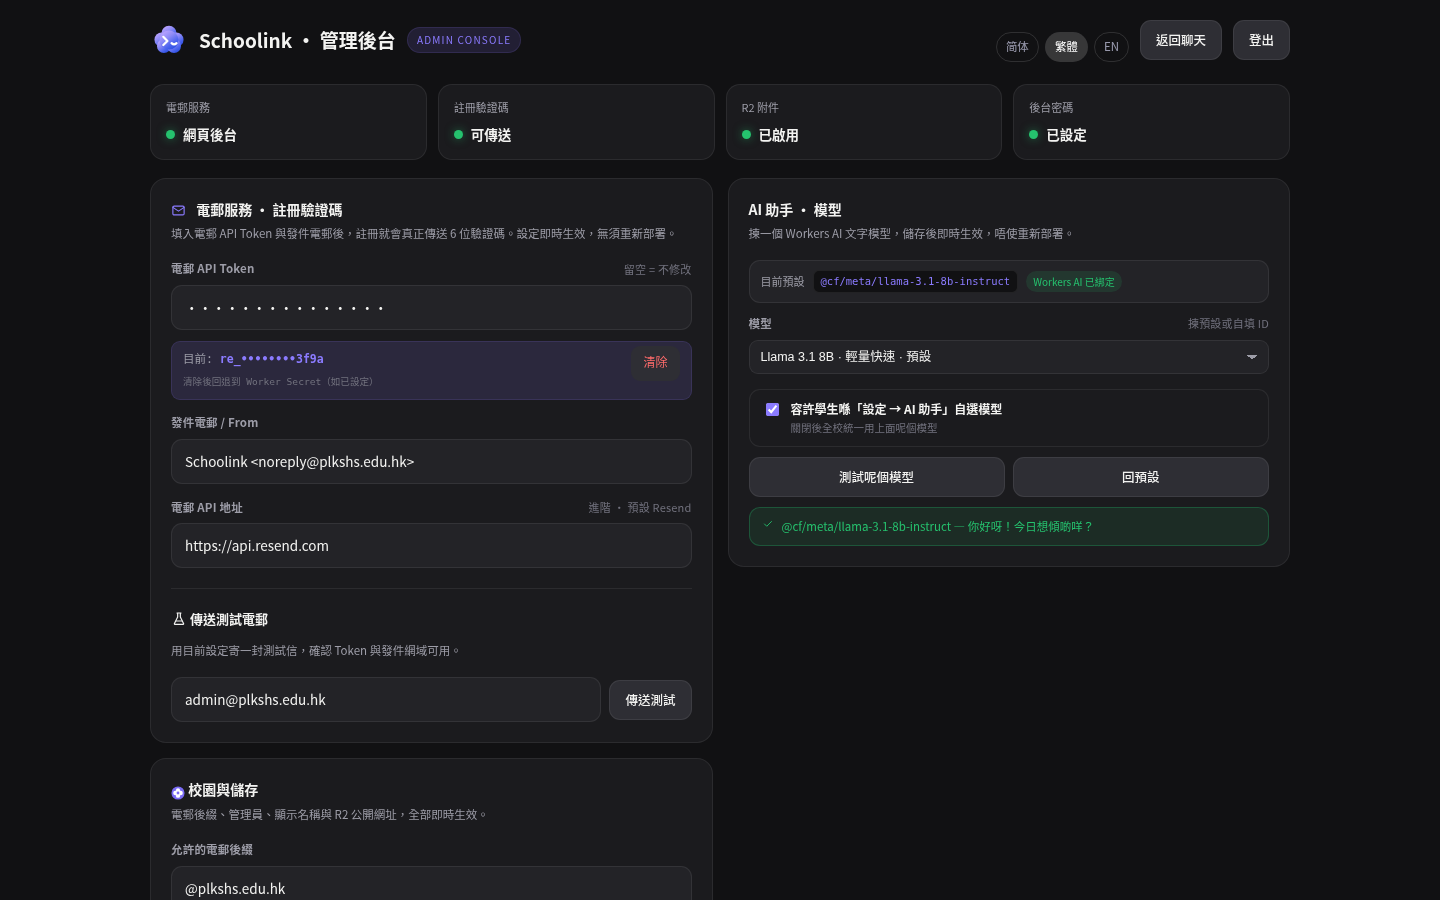 Schoolink · 管理後台
ADMIN CONSOLE
简体
繁體
EN
返回聊天
登出
電郵服務
網頁後台
註冊驗證碼
可傳送
R2 附件
已啟用
後台密碼
已設定
電郵服務 · 註冊驗證碼
填入電郵 API Token 與發件電郵後，註冊就會真正傳送 6 位驗證碼。設定即時生效，無須重新部署。
電郵 API Token
留空 = 不修改
••••••••••••••••
目前: re_••••••••3f9a
清除後回退到 Worker Secret（如已設定）
清除
發件電郵 / From
Schoolink <noreply@plkshs.edu.hk>
電郵 API 地址
進階 · 預設 Resend
https://api.resend.com
傳送測試電郵
用目前設定寄一封測試信，確認 Token 與發件網域可用。
admin@plkshs.edu.hk
傳送測試
校園與儲存
電郵後綴、管理員、顯示名稱與 R2 公開網址，全部即時生效。
允許的電郵後綴
@plkshs.edu.hk
AI 助手 · 模型
揀一個 Workers AI 文字模型，儲存後即時生效，唔使重新部署。
目前預設
@cf/meta/llama-3.1-8b-instruct
Workers AI 已綁定
模型
揀預設或自填 ID
Llama 3.1 8B · 輕量快速 · 預設
容許學生喺「設定 → AI 助手」自選模型
關閉後全校統一用上面呢個模型
測試呢個模型
回預設
@cf/meta/llama-3.1-8b-instruct — 你好呀！今日想傾啲咩？